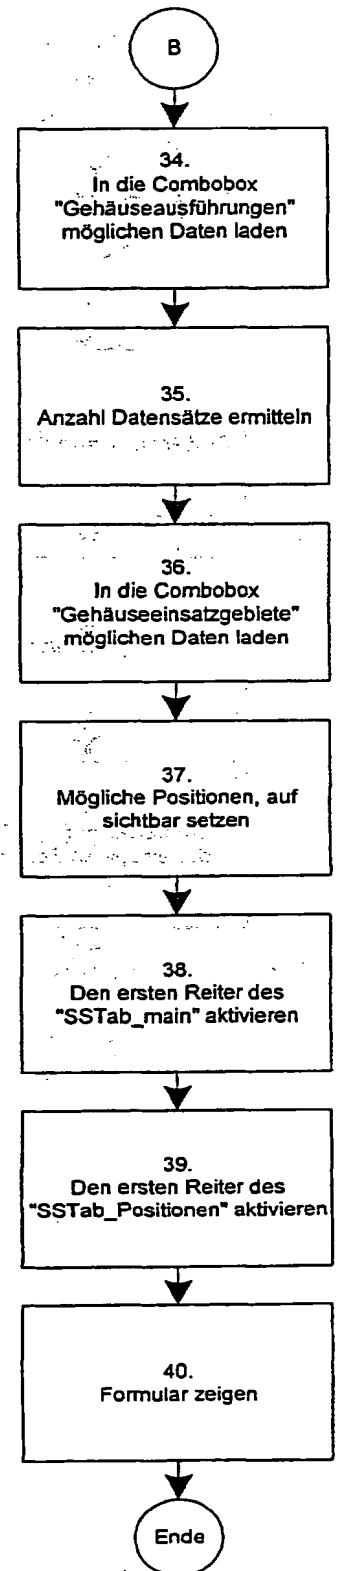 B
34.
In die Combobox
"Gehäuseausführungen"
möglichen Daten laden
35.
Anzahl Datensätze ermitteln
36.
In die Combobox
"Gehäuseeinsatzgebiete"
möglichen Daten laden
37.
Mögliche Positionen, auf
sichtbar setzen
38.
Den ersten Reiter des
"SSTab_main" aktivieren
39.
Den ersten Reiter des
"SSTab_Positionen" aktivieren
40.
Formular zeigen
Ende